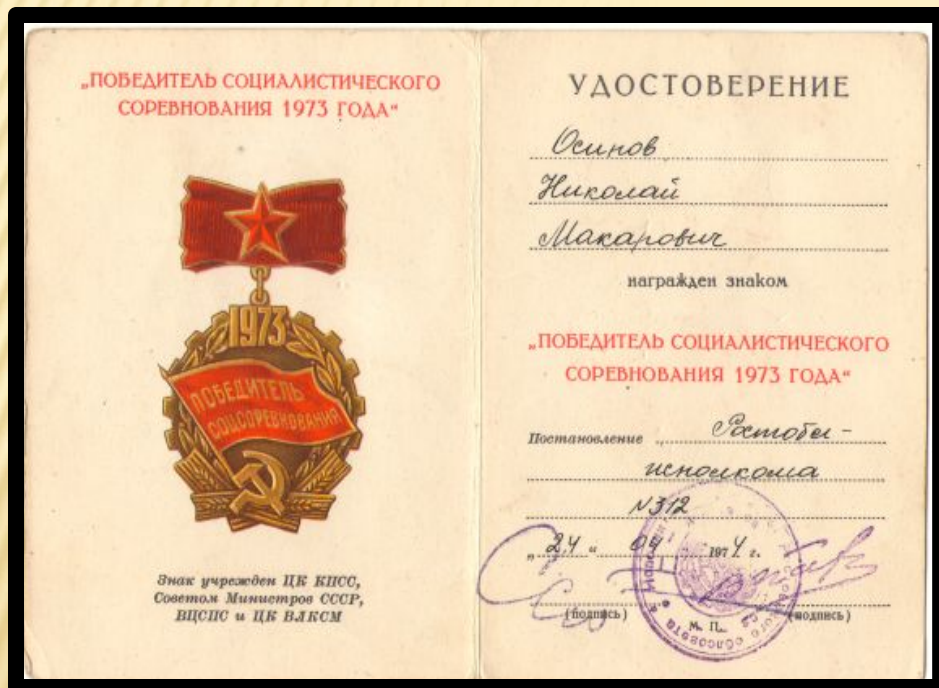 „ПОБЕДИТЕЛЬ СОЦИАЛИСТИЧЕСКОГО
СОРЕВНОВАНИЯ 1973 ГОДА“
1973
ПОБЕДИТЕЛЬ
СОЦСОРЕВНОВАНИЯ
Знак учрежден ЦК КПСС,
Советом Министров СССР,
ВЦСПС и ЦК ВЛКСМ
УДОСТОВЕРЕНИЕ
Осипов
Николай
Макарович
награжден знаком
„ПОБЕДИТЕЛЬ СОЦИАЛИСТИЧЕСКОГО
СОРЕВНОВАНИЯ 1973 ГОДА“
Постановление
исполкома
N312
„24“ 04 1974 г.
(подпись) М. П. (подпись)